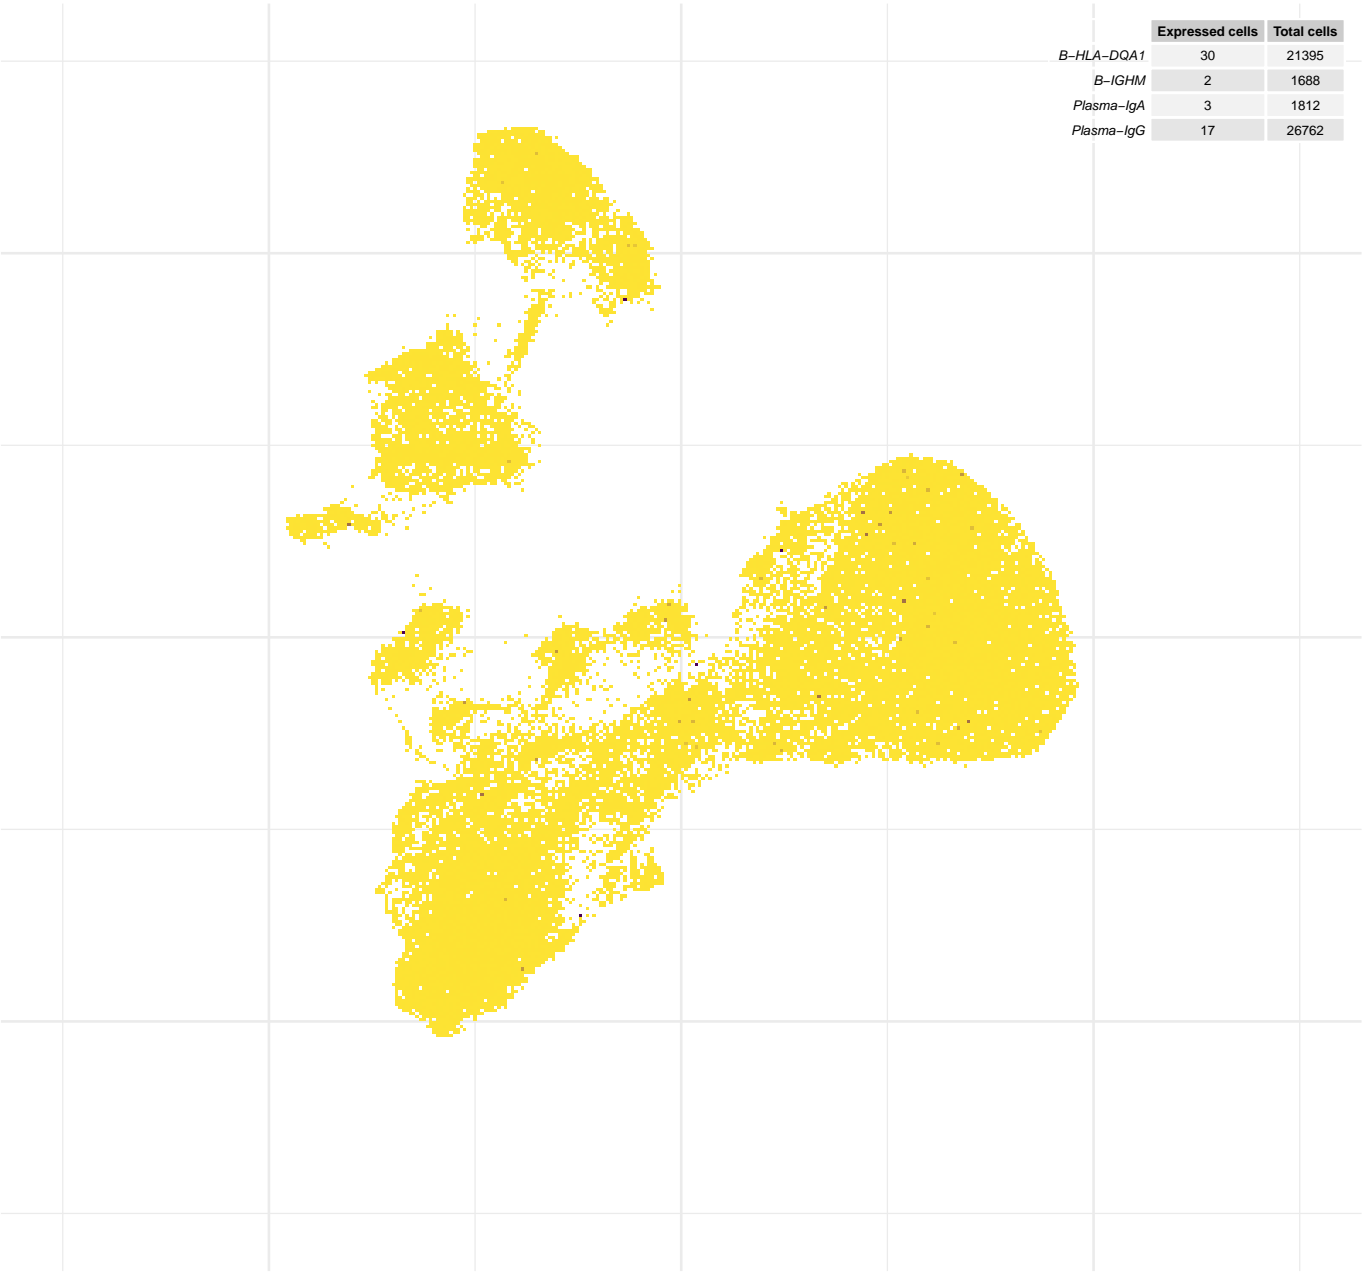 Expressed cells Total cells
B−HLA−DQA1 30 21395
B−IGHM 2 1688
Plasma−IgA 3 1812
Plasma−IgG 17 26762